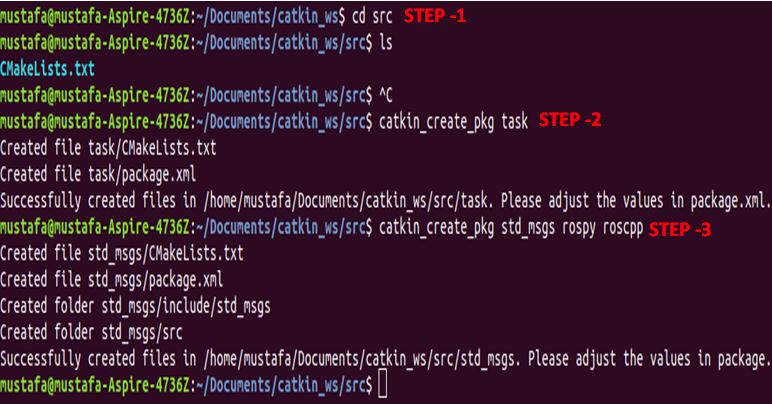 mustafa@mustafa-Aspire-4736Z:~/Documents/catkin_ws$ cd src STEP -1
mustafa@mustafa-Aspire-4736Z:~/Documents/catkin_ws/src$ ls
CMakeLists.txt
mustafa@mustafa-Aspire-4736Z:~/Documents/catkin_ws/src$ ^C
mustafa@mustafa-Aspire-4736Z:~/Documents/catkin_ws/src$ catkin_create_pkg task STEP -2
Created file task/CMakeLists.txt
Created file task/package.xml
Successfully created files in /home/mustafa/Documents/catkin_ws/src/task. Please adjust the values in package.xml.
mustafa@mustafa-Aspire-4736Z:~/Documents/catkin_ws/src$ catkin_create_pkg std_msgs rospy roscpp STEP -3
Created file std_msgs/CMakeLists.txt
Created file std_msgs/package.xml
Created folder std_msgs/include/std_msgs
Created folder std_msgs/src
Successfully created files in /home/mustafa/Documents/catkin_ws/src/std_msgs. Please adjust the values in package.
mustafa@mustafa-Aspire-4736Z:~/Documents/catkin_ws/src$